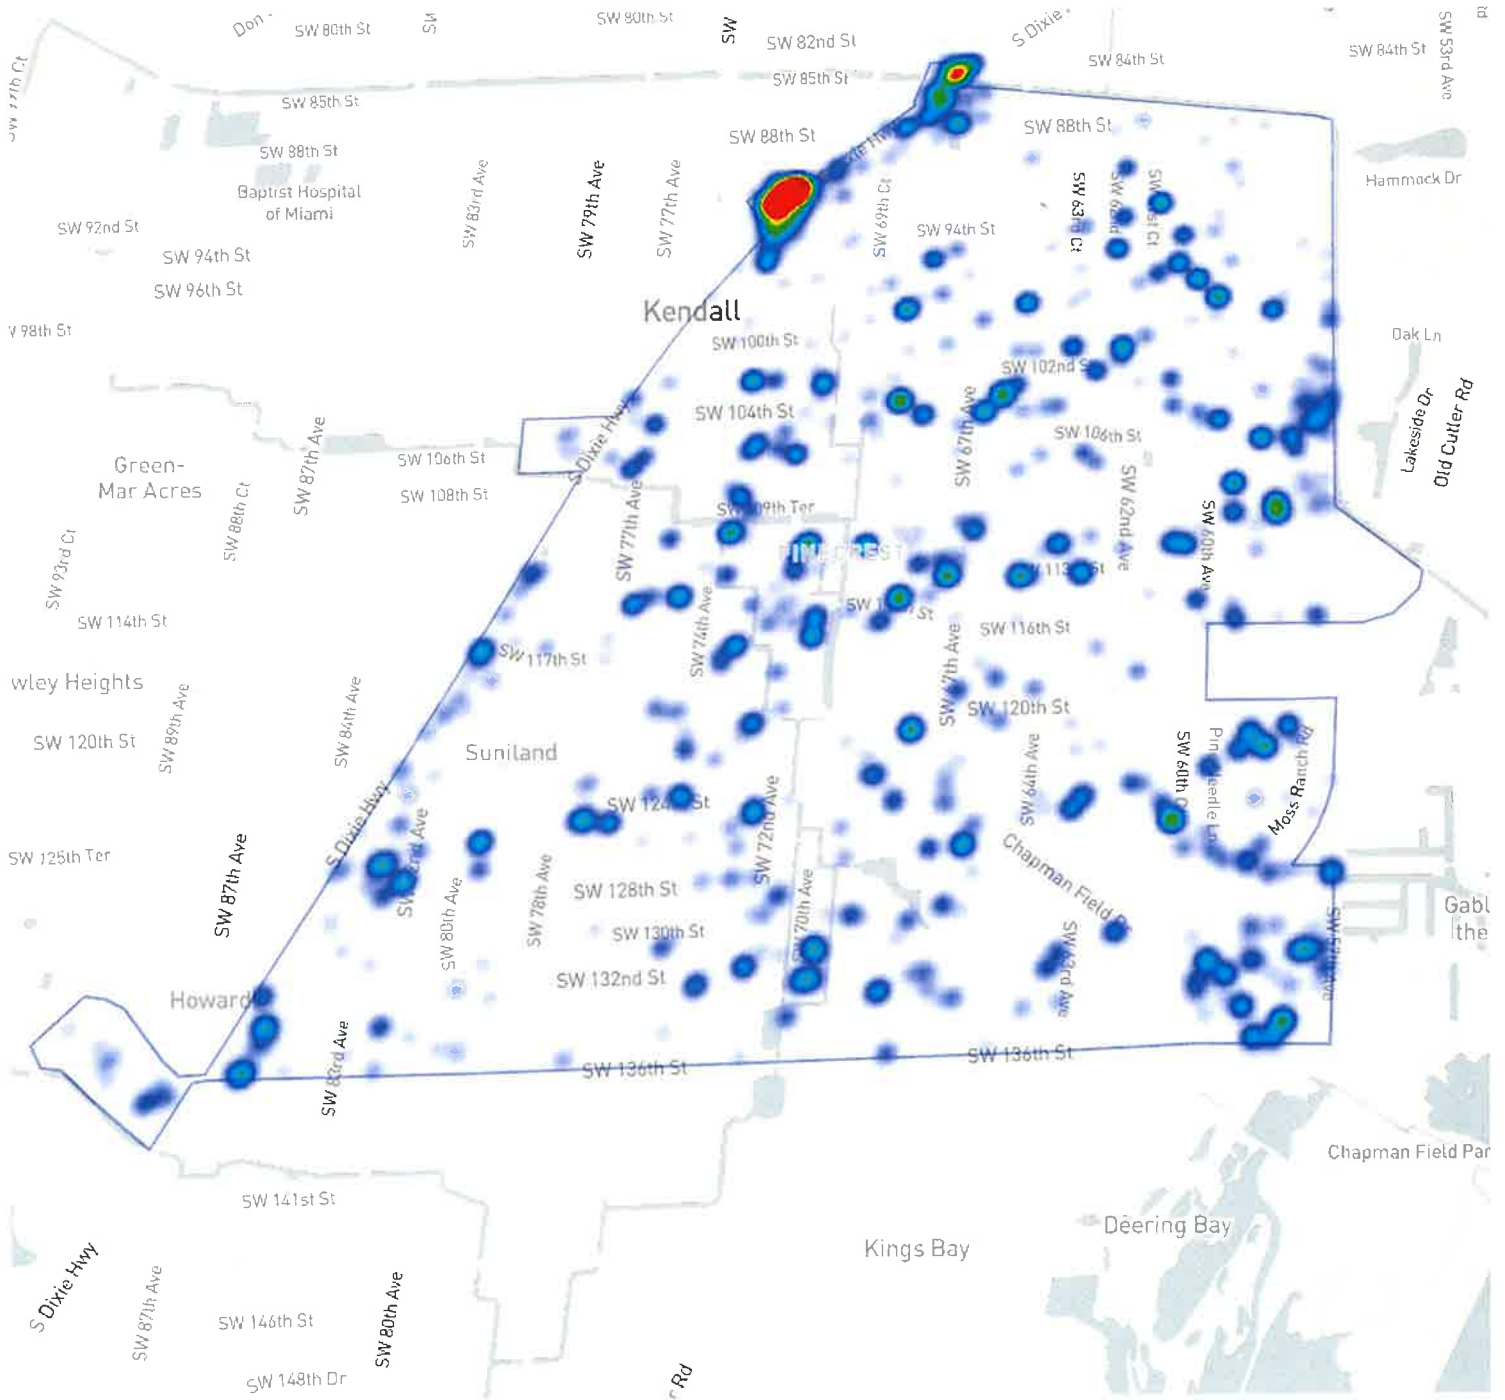 SW 80th St
SW 80th St
SW
SW 82nd St
S Dixie
SW 84th St
SW 84th St
SW 53rd Ave
SW 85th St
SW 85th St
SW 88th St
SW 88th St
SW 88th St
Baptist Hospital
of Miami
Hammock Dr
SW 83rd Ave
SW 79th Ave
SW 77th Ave
SW 69th Ct
SW 63rd Ct
SW 92nd St
SW 94th St
SW 94th St
SW 96th St
Kendall
98th St
SW 100th St
Oak Ln
SW 102nd S
Lakeside Dr
Old Cutler Rd
SW 104th St
S Dixie Hwy
SW 67th Ave
SW 106th St
SW 106th St
Green-
Mar Acres
SW 87th Ave
SW 88th Ct
SW 108th St
SW 77th Ave
SW 62nd Ave
SW 60th Ave
PINECREST
SW 93rd Ct
SW 114th St
SW 74th Ave
SW 116th St
SW 117th St
wley Heights
SW 89th Ave
SW 84th Ave
SW 120th St
SW 120th St
Suniland
SW 64th Ave
Moss Ranch Rd
S Dixie Hwy
SW 124th St
SW 72nd Ave
SW 125th Ter
SW 87th Ave
SW 80th Ave
SW 78th Ave
SW 128th St
SW 70th Ave
Chapman Field Dr
Gabl
the
SW 130th St
SW 132nd St
SW 63rd Ave
Howard
SW 83rd Ave
SW 136th St
SW 136th St
Chapman Field Par
SW 141st St
Deering Bay
Kings Bay
S Dixie Hwy
SW 87th Ave
SW 80th Ave
SW 146th St
SW 148th Dr
Rd